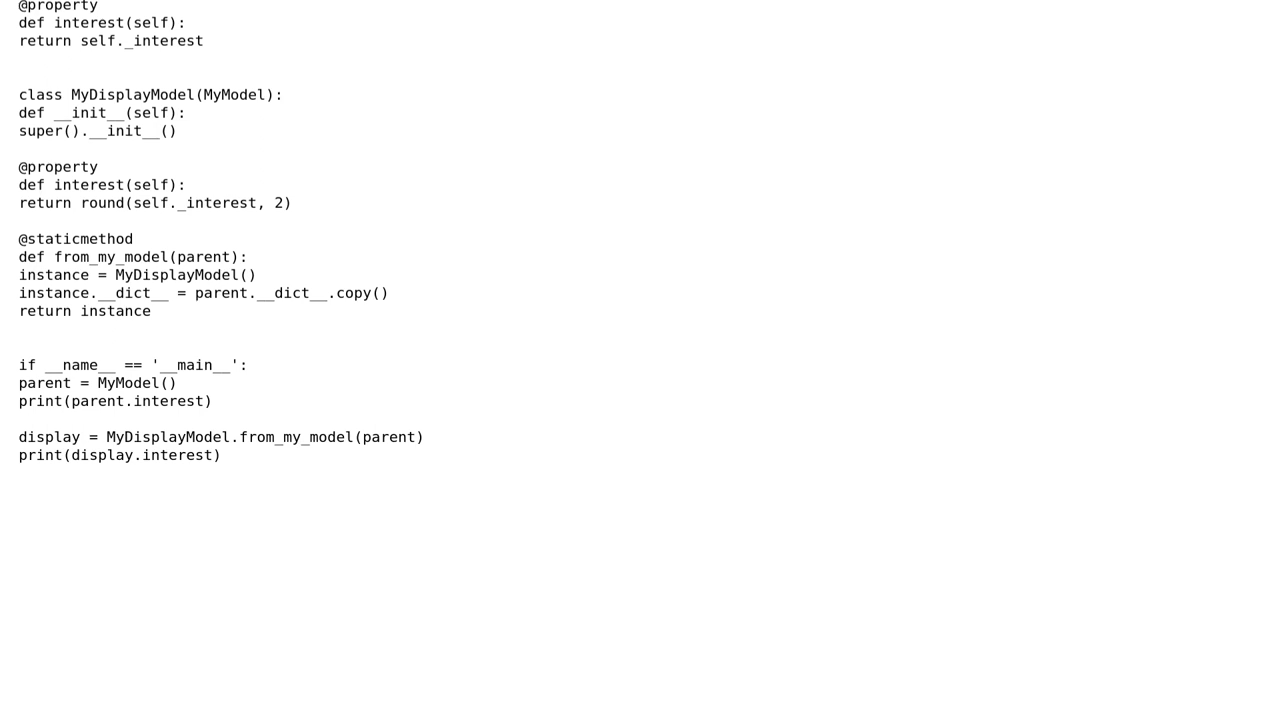 @property
def interest(self):
return self._interest
class MyDisplayModel(MyModel):
def __init__(self):
super().__init__()
@property
def interest(self):
return round(self._interest, 2)
@staticmethod
def from_my_model(parent):
instance = MyDisplayModel()
instance.__dict__ = parent.__dict__.copy()
return instance
if __name__ == '__main__':
parent = MyModel()
print(parent.interest)
display = MyDisplayModel.from_my_model(parent)
print(display.interest)